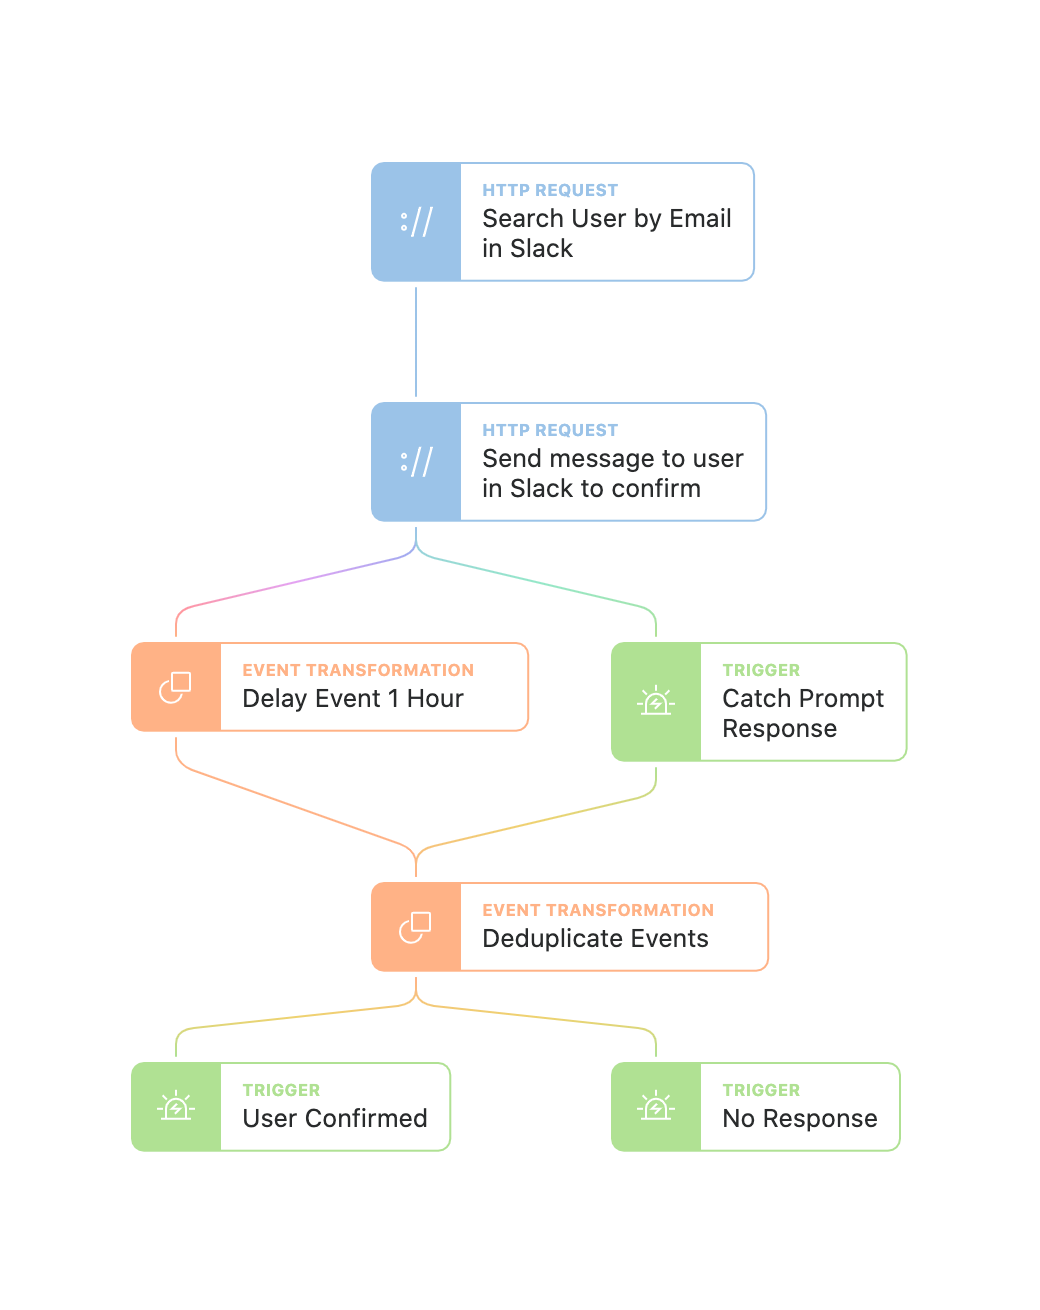 HTTP REQUEST
Search User by Email
in Slack
HTTP REQUEST
Send message to user
in Slack to confirm
EVENT TRANSFORMATION
Delay Event 1 Hour
TRIGGER
Catch Prompt
Response
EVENT TRANSFORMATION
Deduplicate Events
TRIGGER
User Confirmed
TRIGGER
No Response